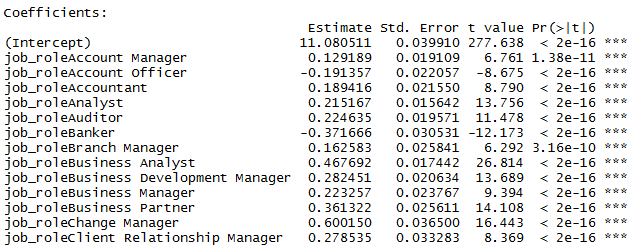 Coefficients:
Estimate Std. Error t value Pr(>|t|)
(Intercept) 11.080511 0.039910 277.638 < 2e-16 ***
job_roleAccount Manager 0.129189 0.019109 6.761 1.38e-11 ***
job_roleAccount Officer -0.191357 0.022057 -8.675 < 2e-16 ***
job_roleAccountant 0.189416 0.021550 8.790 < 2e-16 ***
job_roleAnalyst 0.215167 0.015642 13.756 < 2e-16 ***
job_roleAuditor 0.224635 0.019571 11.478 < 2e-16 ***
job_roleBanker -0.371666 0.030531 -12.173 < 2e-16 ***
job_roleBranch Manager 0.162583 0.025841 6.292 3.16e-10 ***
job_roleBusiness Analyst 0.467692 0.017442 26.814 < 2e-16 ***
job_roleBusiness Development Manager 0.282451 0.020634 13.689 < 2e-16 ***
job_roleBusiness Manager 0.223257 0.023767 9.394 < 2e-16 ***
job_roleBusiness Partner 0.361322 0.025611 14.108 < 2e-16 ***
job_roleChange Manager 0.600150 0.036500 16.443 < 2e-16 ***
job_roleClient Relationship Manager 0.278535 0.033283 8.369 < 2e-16 ***